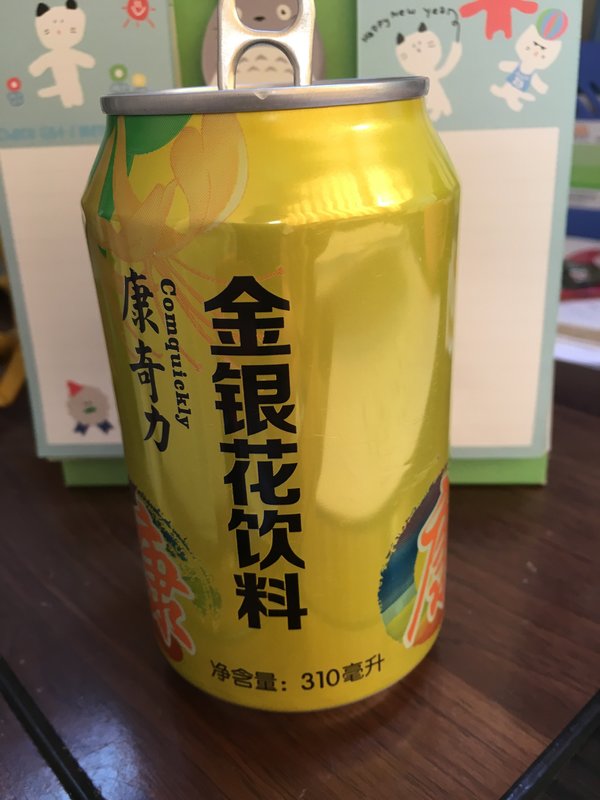 Happy new year
康奇力
Comquickly
金银花饮料
康
净含量：310毫升